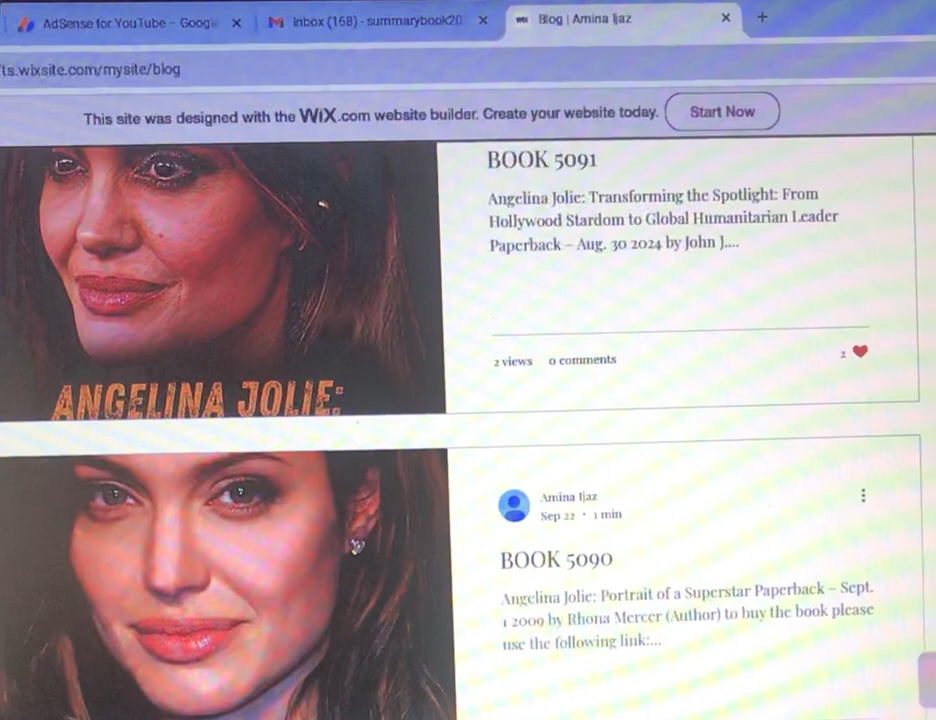 AdSense for YouTube – Google
Inbox (168) - summarybook20
Blog | Amina Ijaz
ts.wixsite.com/mysite/blog
This site was designed with the WiX.com website builder. Create your website today.
Start Now
BOOK 5091
Angelina Jolie: Transforming the Spotlight: From
Hollywood Stardom to Global Humanitarian Leader
Paperback – Aug. 30 2024 by John J....
2 views 0 comments
2
ANGELINA JOLIE:
Amina Ijaz
Sep 22 · 1 min
BOOK 5090
Angelina Jolie: Portrait of a Superstar Paperback – Sept.
1 2009 by Rhona Mercer (Author) to buy the book please
use the following link:...